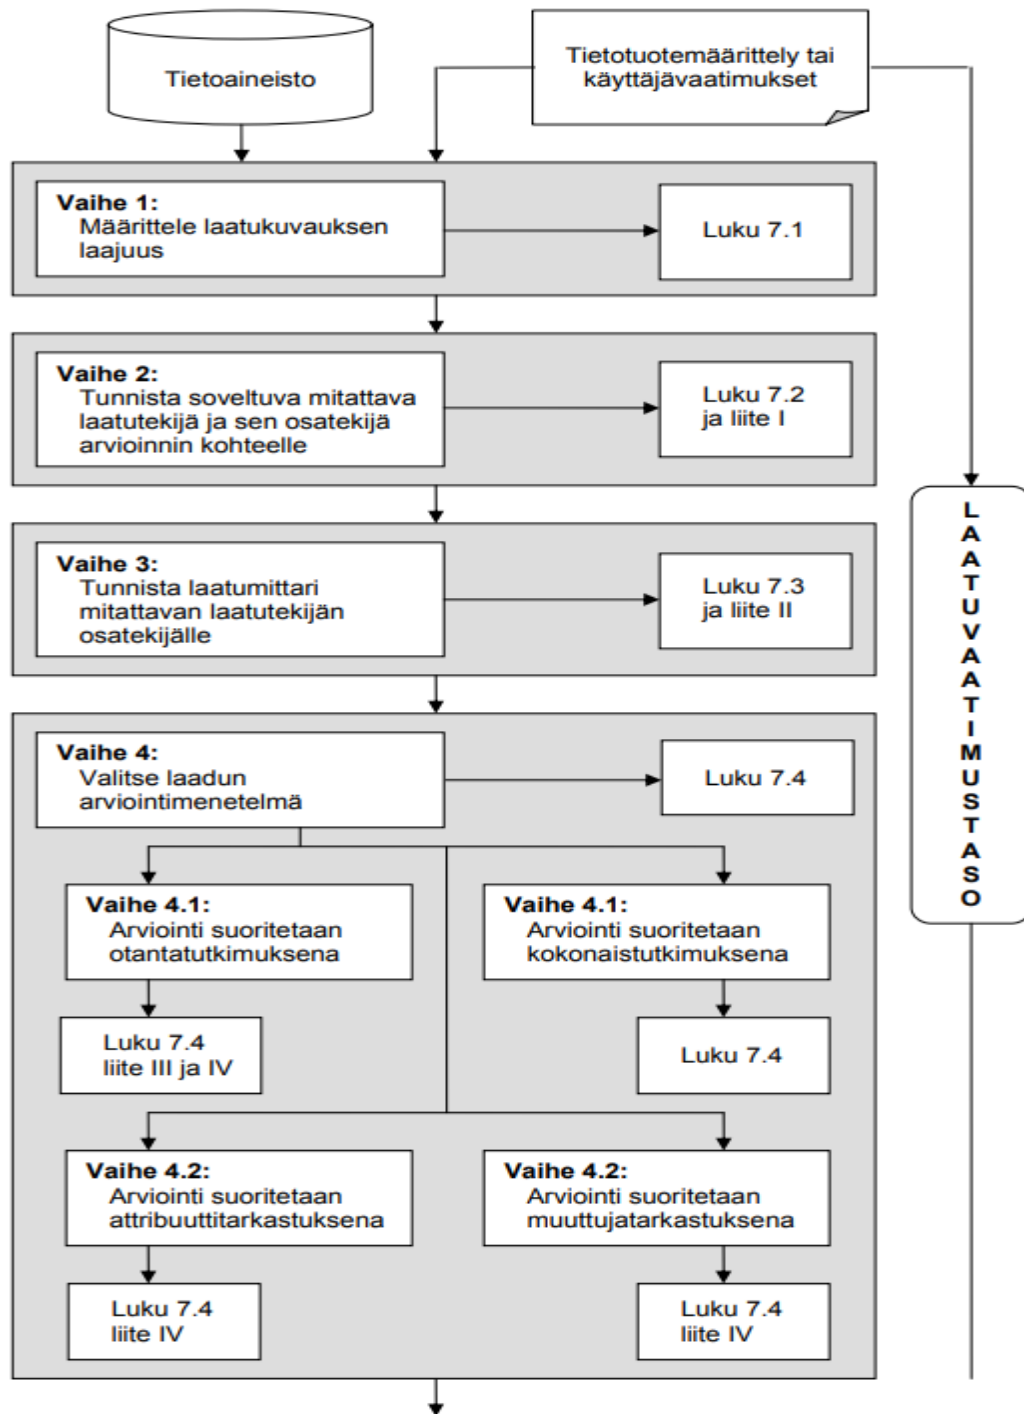 Tietoaineisto
Tietotuotemäärittely tai
käyttäjävaatimukset
Vaihe 1:
Määrittele laatukuvauksen
laajuus
Luku 7.1
Vaihe 2:
Tunnista soveltuva mitattava
laatutekijä ja sen osatekijä
arvioinnin kohteelle
Luku 7.2
ja liite I
Vaihe 3:
Tunnista laatumittari
mitattavan laatutekijän
osatekijälle
Luku 7.3
ja liite II
LAATUVAATIMUSTASO
Vaihe 4:
Valitse laadun
arviointimenetelmä
Luku 7.4
Vaihe 4.1:
Arviointi suoritetaan
otantatutkimuksena
Vaihe 4.1:
Arviointi suoritetaan
kokonaistutkimuksena
Luku 7.4
liite III ja IV
Luku 7.4
Vaihe 4.2:
Arviointi suoritetaan
attribuuttitarkastuksena
Vaihe 4.2:
Arviointi suoritetaan
muuttujatarkastuksena
Luku 7.4
liite IV
Luku 7.4
liite IV